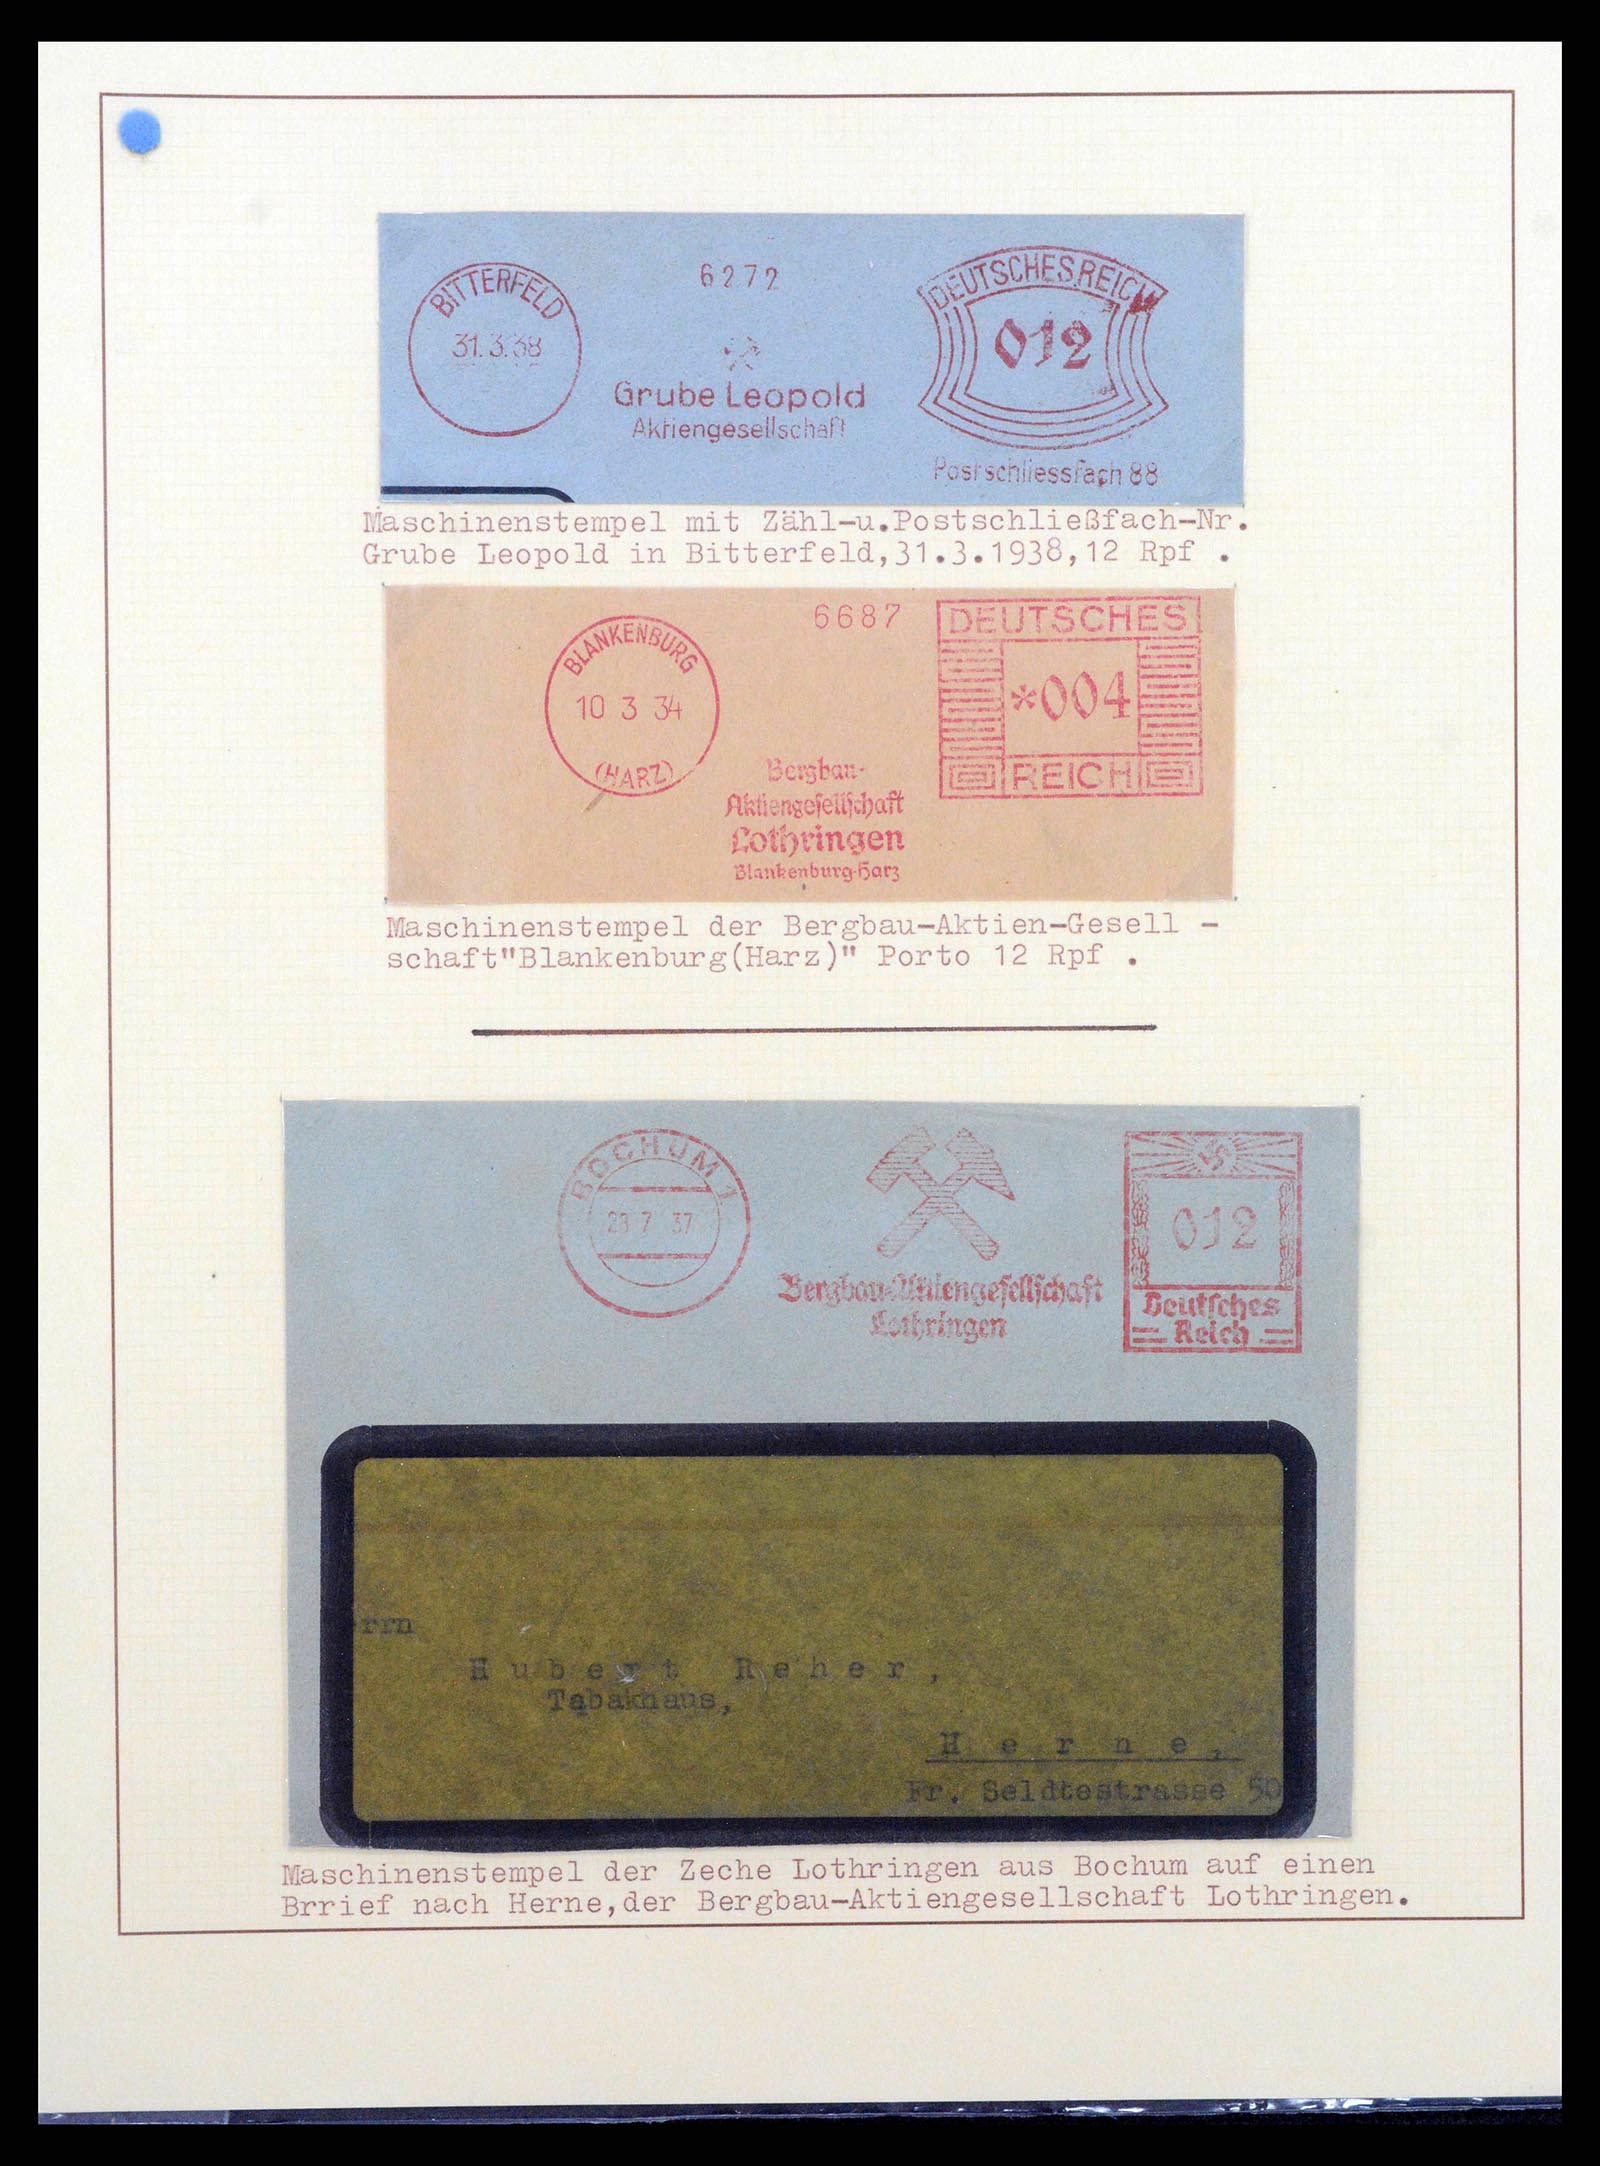 BITTERFELD
31.3.38
6272
Grube Leopold
Aktiengesellschaft
DEUTSCHES REICH
012
Postschliessfach 88
Maschinenstempel mit Zähl-u.Postschließfach-Nr.
Grube Leopold in Bitterfeld,31.3.1938,12 Rpf .
BLANKENBURG
10 3 34
(HARZ)
6687
Bergbau-
Aktiengesellschaft
Lothringen
Blankenburg-Harz
DEUTSCHES
*004
REICH
Maschinenstempel der Bergbau-Aktien-Gesell -
schaft"Blankenburg(Harz)" Porto 12 Rpf .
BOCHUM 1
28 7 37
Bergbau-Aktiengesellschaft
Lothringen
012
Deutsches
Reich
errn
Hubert Reher,
Tabakhaus,
Herne,
Fr. Seldtestrasse 50
Maschinenstempel der Zeche Lothringen aus Bochum auf einen
Brrief nach Herne,der Bergbau-Aktiengesellschaft Lothringen.